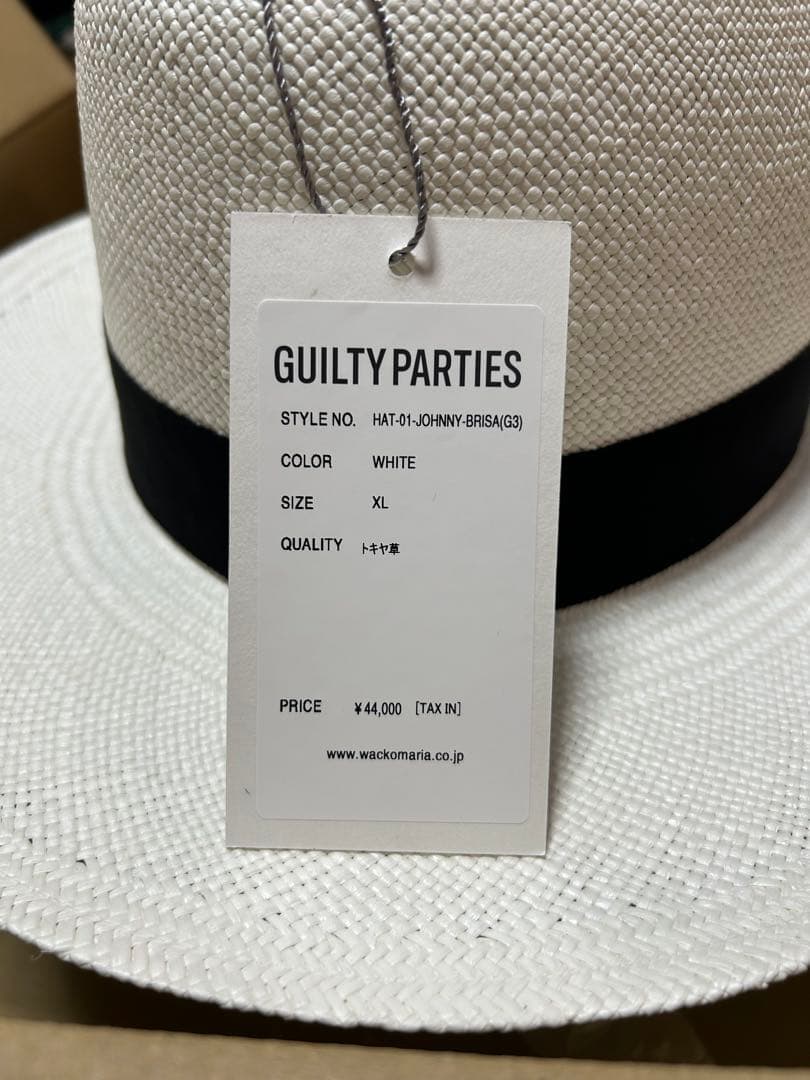 GUILTY PARTIES
STYLE NO. HAT-01-JOHNNY-BRISA(G3)
COLOR WHITE
SIZE XL
QUALITY トキヤ草
PRICE ¥44,000 [TAX IN]
www.wackomaria.co.jp